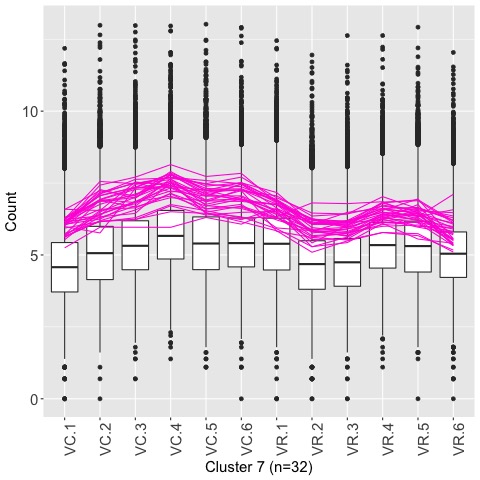 Count
10
5
0
VC.1
VC.2
VC.3
VC.4
VC.5
VC.6
VR.1
VR.2
VR.3
VR.4
VR.5
VR.6
Cluster 7 (n=32)